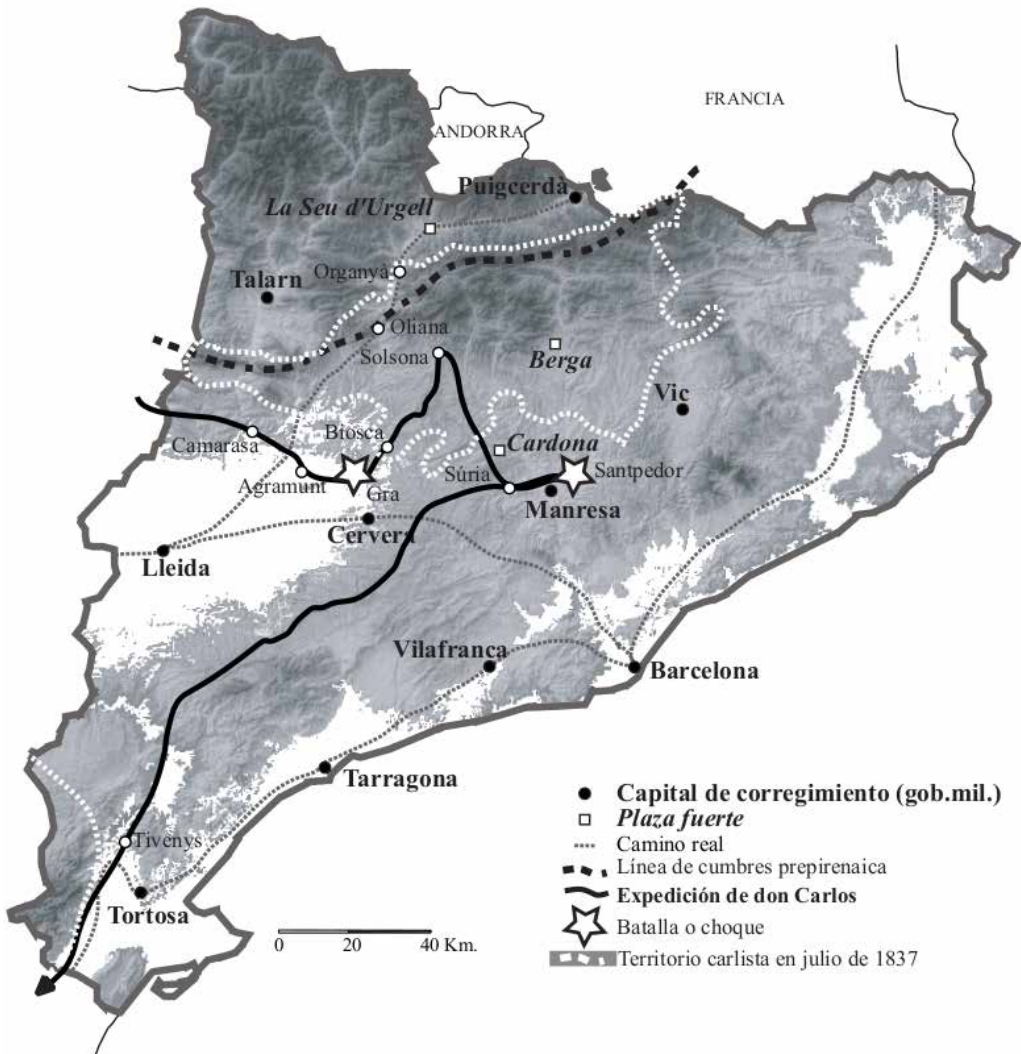 FRANCIA
ANDORRA
Puigcerdà
La Seu d'Urgell
Organyà
Talarn
Oliana
Solsona
Berga
Vic
Camarasa
Biosca
Cardona
Agramunt
Gra
Súria
Santpedor
Manresa
Cervera
Lleida
Vilafranca
Barcelona
Tarragona
Tivenys
Tortosa
0 20 40 Km.
Capital de corregimiento (gob.mil.)
Plaza fuerte
Camino real
Línea de cumbres prepirenaica
Expedición de don Carlos
Batalla o choque
Territorio carlista en julio de 1837